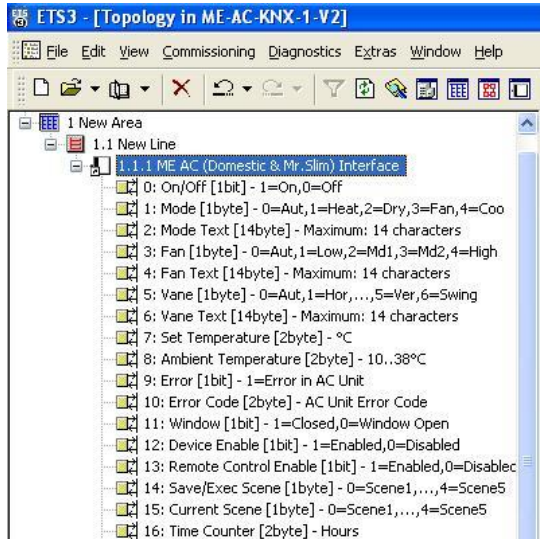 ETS3 - [Topology in ME-AC-KNX-1-V2]
File Edit View Commissioning Diagnostics Extras Window Help
1 New Area
1.1 New Line
1.1.1 ME AC (Domestic & Mr.Slim) Interface
0: On/Off [1bit] - 1=On,0=Off
1: Mode [1byte] - 0=Aut,1=Heat,2=Dry,3=Fan,4=Coo
2: Mode Text [14byte] - Maximum: 14 characters
3: Fan [1byte] - 0=Aut,1=Low,2=Md1,3=Md2,4=High
4: Fan Text [14byte] - Maximum: 14 characters
5: Vane [1byte] - 0=Aut,1=Hor,...,5=Ver,6=Swing
6: Vane Text [14byte] - Maximum: 14 characters
7: Set Temperature [2byte] - °C
8: Ambient Temperature [2byte] - 10..38°C
9: Error [1bit] - 1=Error in AC Unit
10: Error Code [2byte] - AC Unit Error Code
11: Window [1bit] - 1=Closed,0=Window Open
12: Device Enable [1bit] - 1=Enabled,0=Disabled
13: Remote Control Enable [1bit] - 1=Enabled,0=Disablec
14: Save/Exec Scene [1byte] - 0=Scene1,...,4=Scene5
15: Current Scene [1byte] - 0=Scene1,...,4=Scene5
16: Time Counter [2byte] - Hours